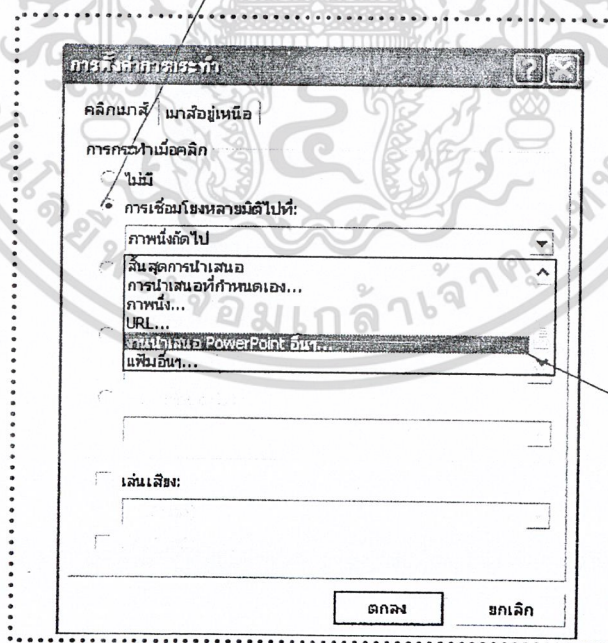 การตั้งค่าการกระทำ
คลิกเมาส์ เมาส์อยู่เหนือ
การกระทำเมื่อคลิก
ไม่มี
การเชื่อมโยงหลายมิติไปที่:
ภาพนิ่งถัดไป
สิ้นสุดการนำเสนอ
การนำเสนอที่กำหนดเอง...
ภาพนิ่ง...
URL...
งานนำเสนอ PowerPoint อื่นๆ...
แฟ้มอื่นๆ...
เล่นเสียง:
ตกลง ยกเลิก